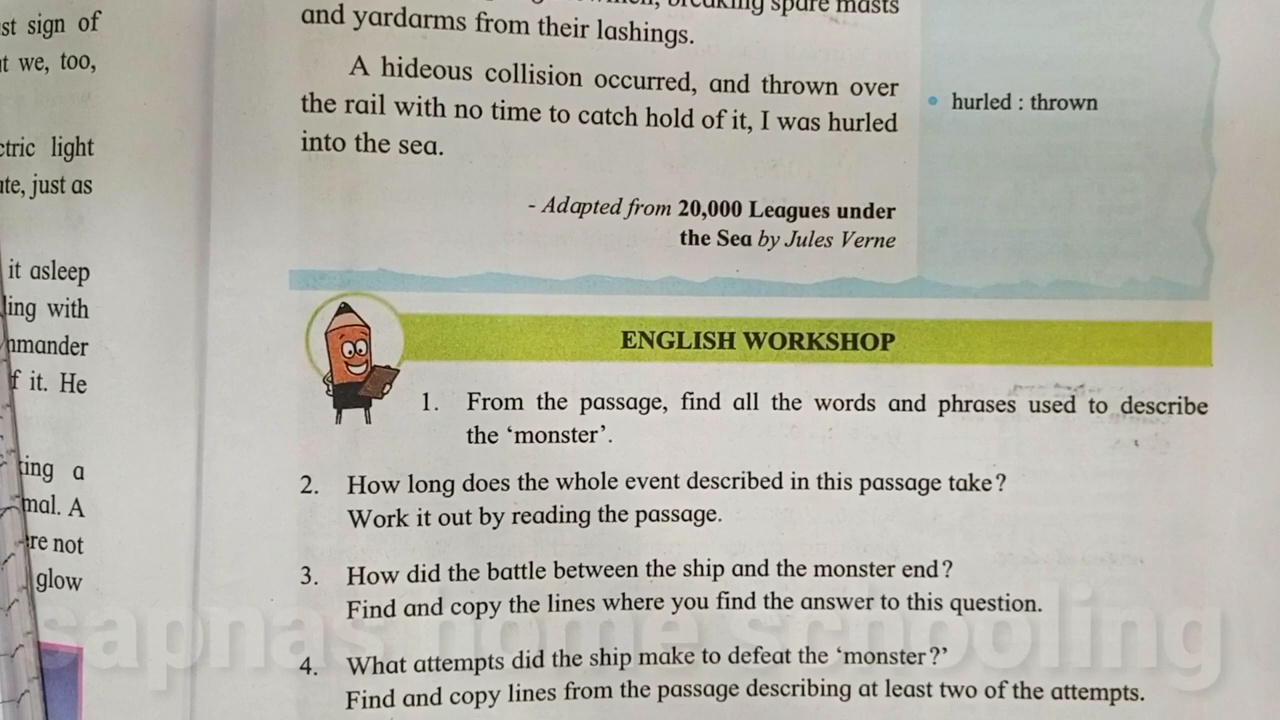 st sign of
t we, too,
ctric light
ate, just as
it asleep
ling with
mmander
f it. He
king a
mal. A
re not
glow
breaking spare masts
and yardarms from their lashings.
A hideous collision occurred, and thrown over
the rail with no time to catch hold of it, I was hurled
into the sea.
- Adapted from 20,000 Leagues under
the Sea by Jules Verne
• hurled : thrown
ENGLISH WORKSHOP
1. From the passage, find all the words and phrases used to describe
the ‘monster’.
2. How long does the whole event described in this passage take?
Work it out by reading the passage.
3. How did the battle between the ship and the monster end?
Find and copy the lines where you find the answer to this question.
4. What attempts did the ship make to defeat the ‘monster?’
Find and copy lines from the passage describing at least two of the attempts.
sapnas home schooling